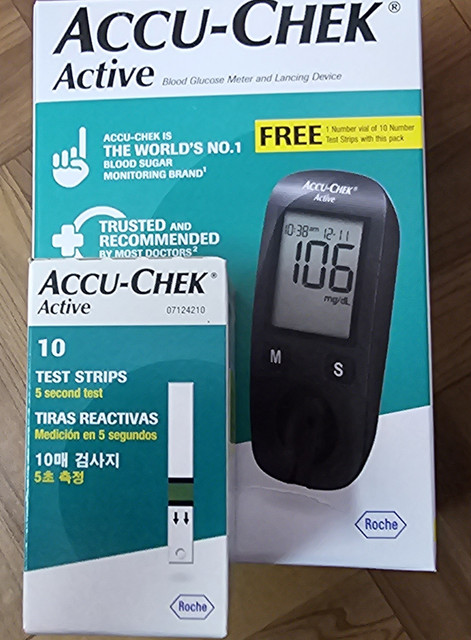 ACCU-CHEK®
Active Blood Glucose Meter and Lancing Device
ACCU-CHEK IS
THE WORLD'S NO.1
BLOOD SUGAR
MONITORING BRAND1
FREE 1 Number vial of 10 Number
Test Strips with this pack
TRUSTED AND
RECOMMENDED
BY MOST DOCTORS2
ACCU-CHEK®
Active
10:38am 12-11
106
mg/dL
M S
Roche
ACCU-CHEK®
Active 07124210
10
TEST STRIPS
5 second test
TIRAS REACTIVAS
Medición en 5 segundos
10매 검사지
5초 측정
Roche